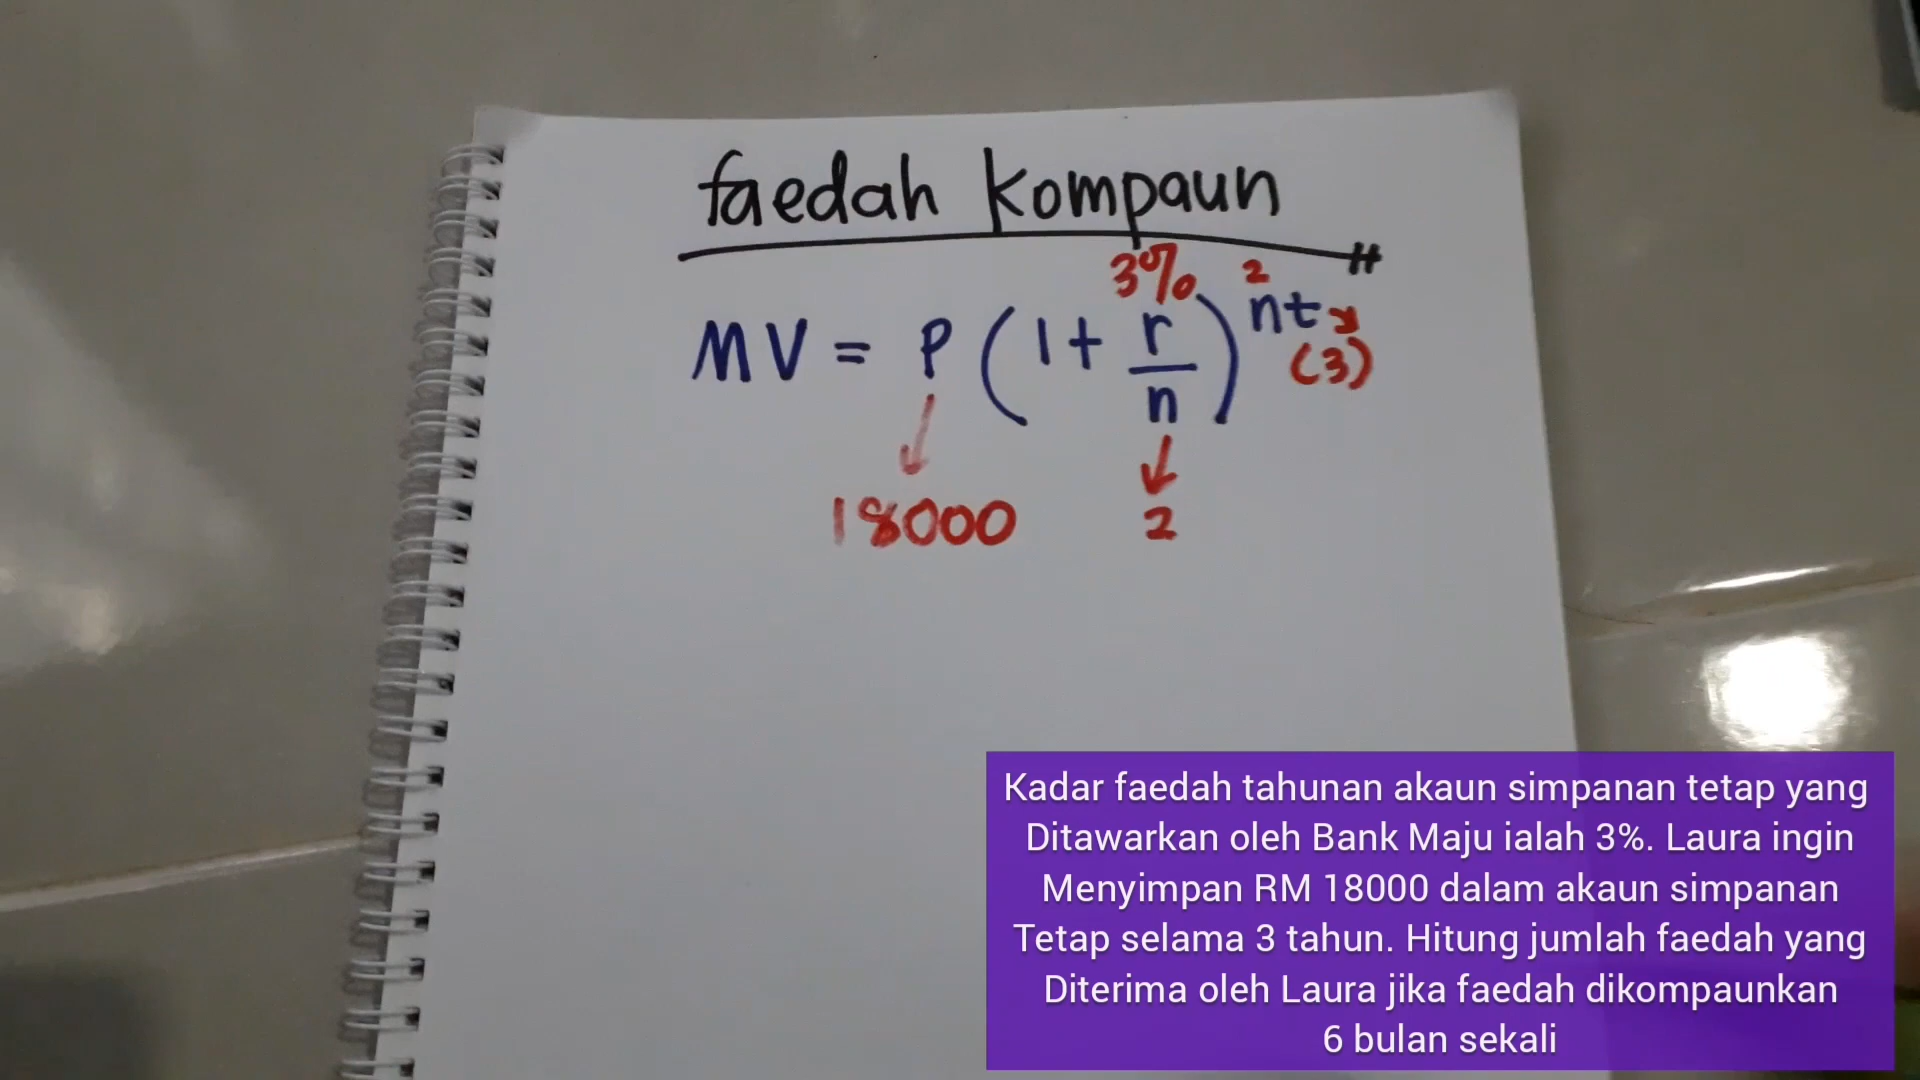 faedah kompaun
3% 2
MV = P (1 + r/n)^nt
(3)
18000 2
Kadar faedah tahunan akaun simpanan tetap yang
Ditawarkan oleh Bank Maju ialah 3%. Laura ingin
Menyimpan RM 18000 dalam akaun simpanan
Tetap selama 3 tahun. Hitung jumlah faedah yang
Diterima oleh Laura jika faedah dikompaunkan
6 bulan sekali